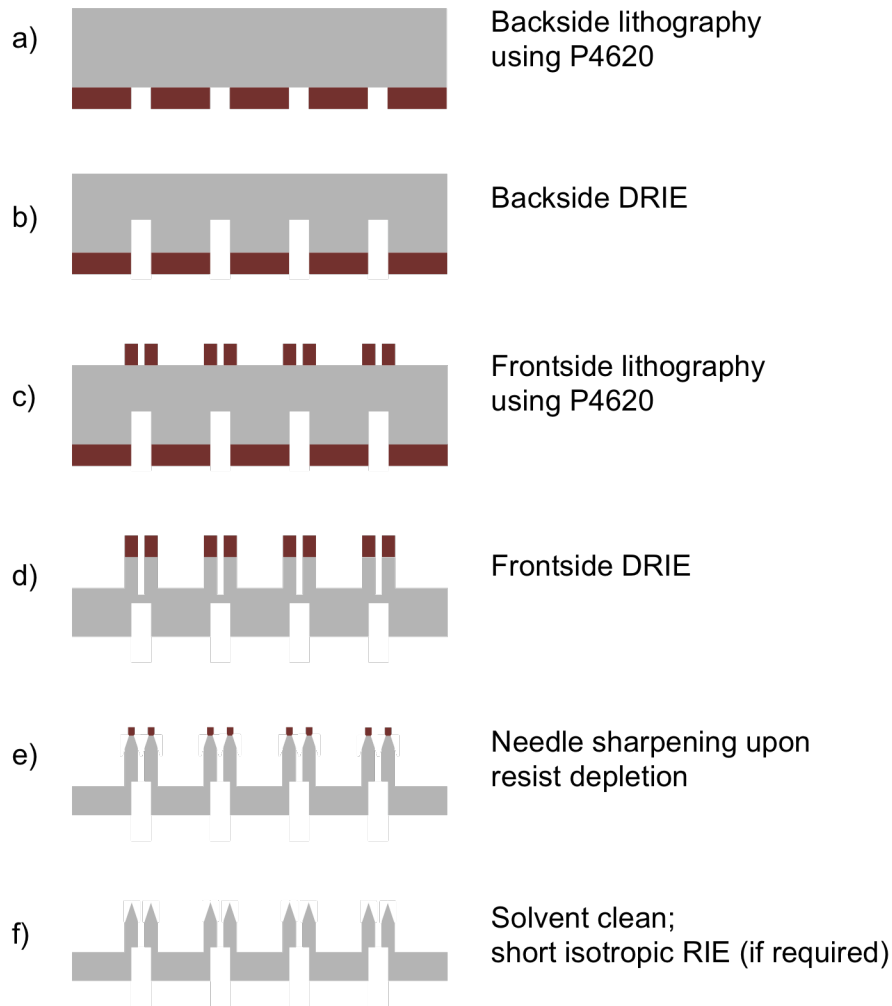 a)
Backside lithography
using P4620
b)
Backside DRIE
c)
Frontside lithography
using P4620
d)
Frontside DRIE
e)
Needle sharpening upon
resist depletion
f)
Solvent clean;
short isotropic RIE (if required)